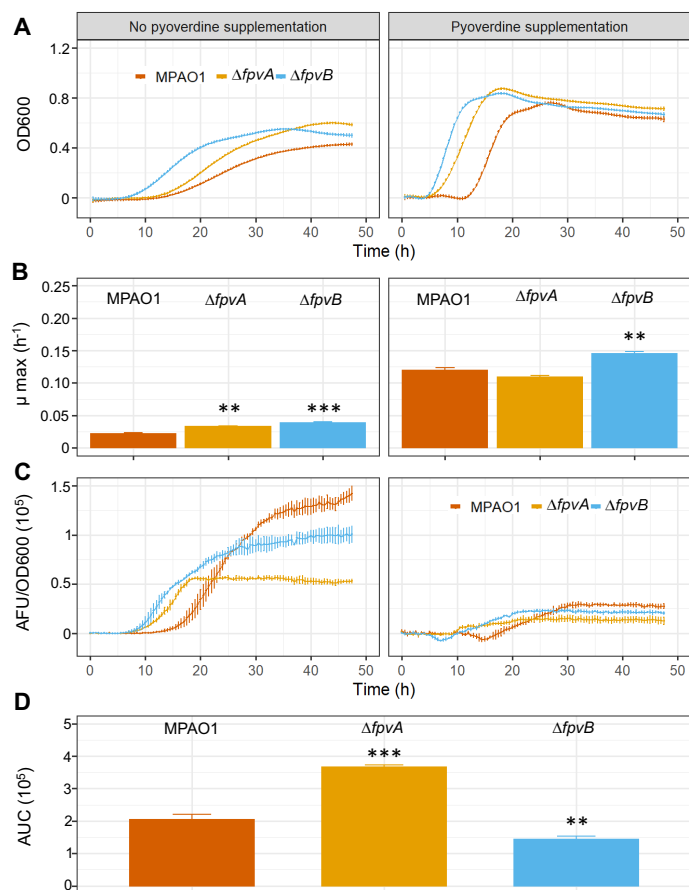 A
No pyoverdine supplementation
Pyoverdine supplementation
OD600
1.2
0.8
0.4
0
MPAO1 ΔfpvA ΔfpvB
0 10 20 30 40 50
0 10 20 30 40 50
Time (h)
Time (h)
B
μ max (h⁻¹)
0.25
0.20
0.15
0.10
0.05
0
MPAO1 ΔfpvA ΔfpvB
** ***
MPAO1 ΔfpvA ΔfpvB
**
C
AFU/OD600 (10⁵)
1.5
1
0.5
0
MPAO1 ΔfpvA ΔfpvB
0 10 20 30 40 50
0 10 20 30 40 50
Time (h)
Time (h)
D
AUC (10⁵)
5
4
3
2
1
0
MPAO1 ΔfpvA ΔfpvB
*** **